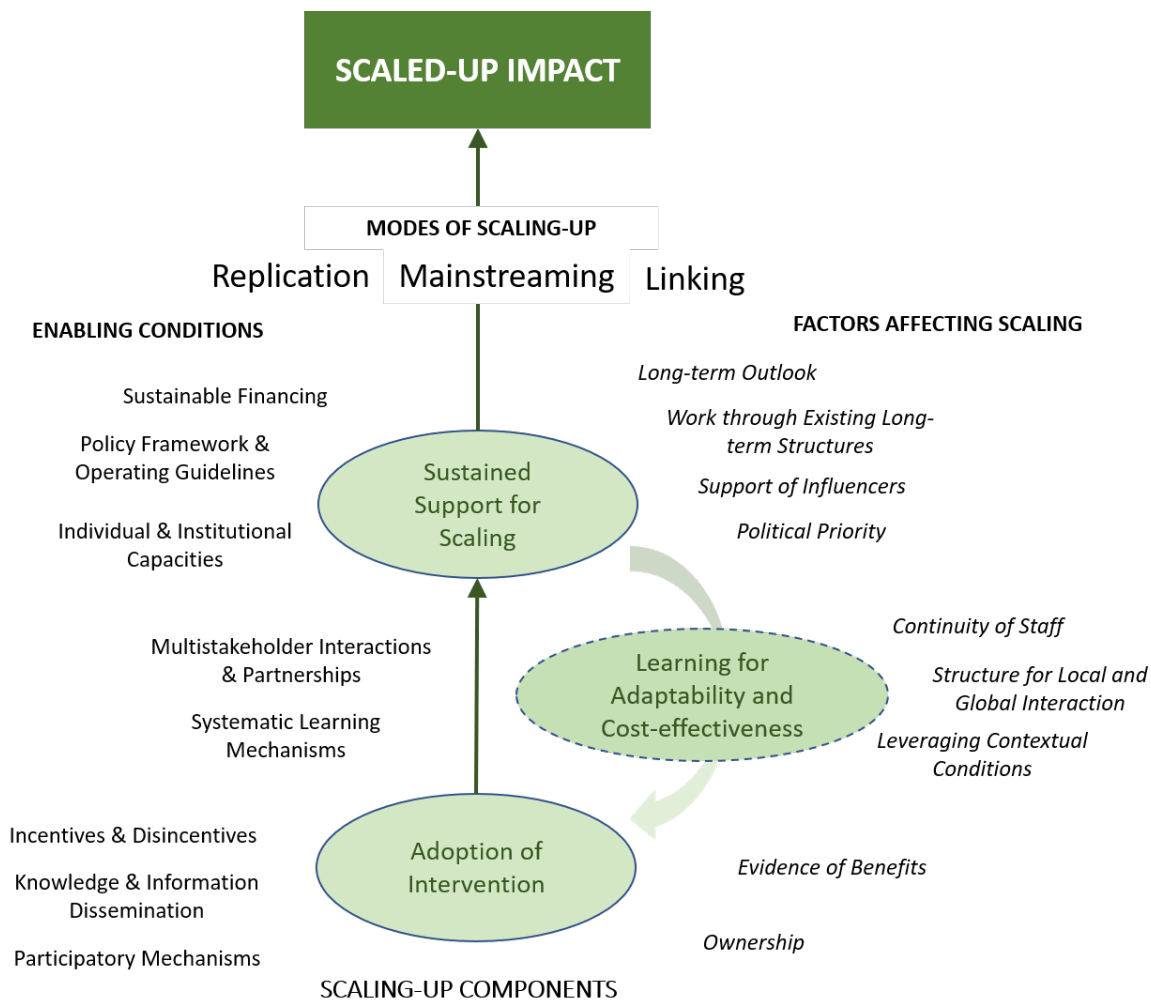 SCALED-UP IMPACT
MODES OF SCALING-UP
Replication
Mainstreaming
Linking
ENABLING CONDITIONS
FACTORS AFFECTING SCALING
Sustainable Financing
Policy Framework &
Operating Guidelines
Individual & Institutional
Capacities
Sustained
Support for
Scaling
Long-term Outlook
Work through Existing Long-
term Structures
Support of Influencers
Political Priority
Multistakeholder Interactions
& Partnerships
Systematic Learning
Mechanisms
Learning for
Adaptability and
Cost-effectiveness
Continuity of Staff
Structure for Local and
Global Interaction
Leveraging Contextual
Conditions
Incentives & Disincentives
Knowledge & Information
Dissemination
Participatory Mechanisms
Adoption of
Intervention
Evidence of Benefits
Ownership
SCALING-UP COMPONENTS